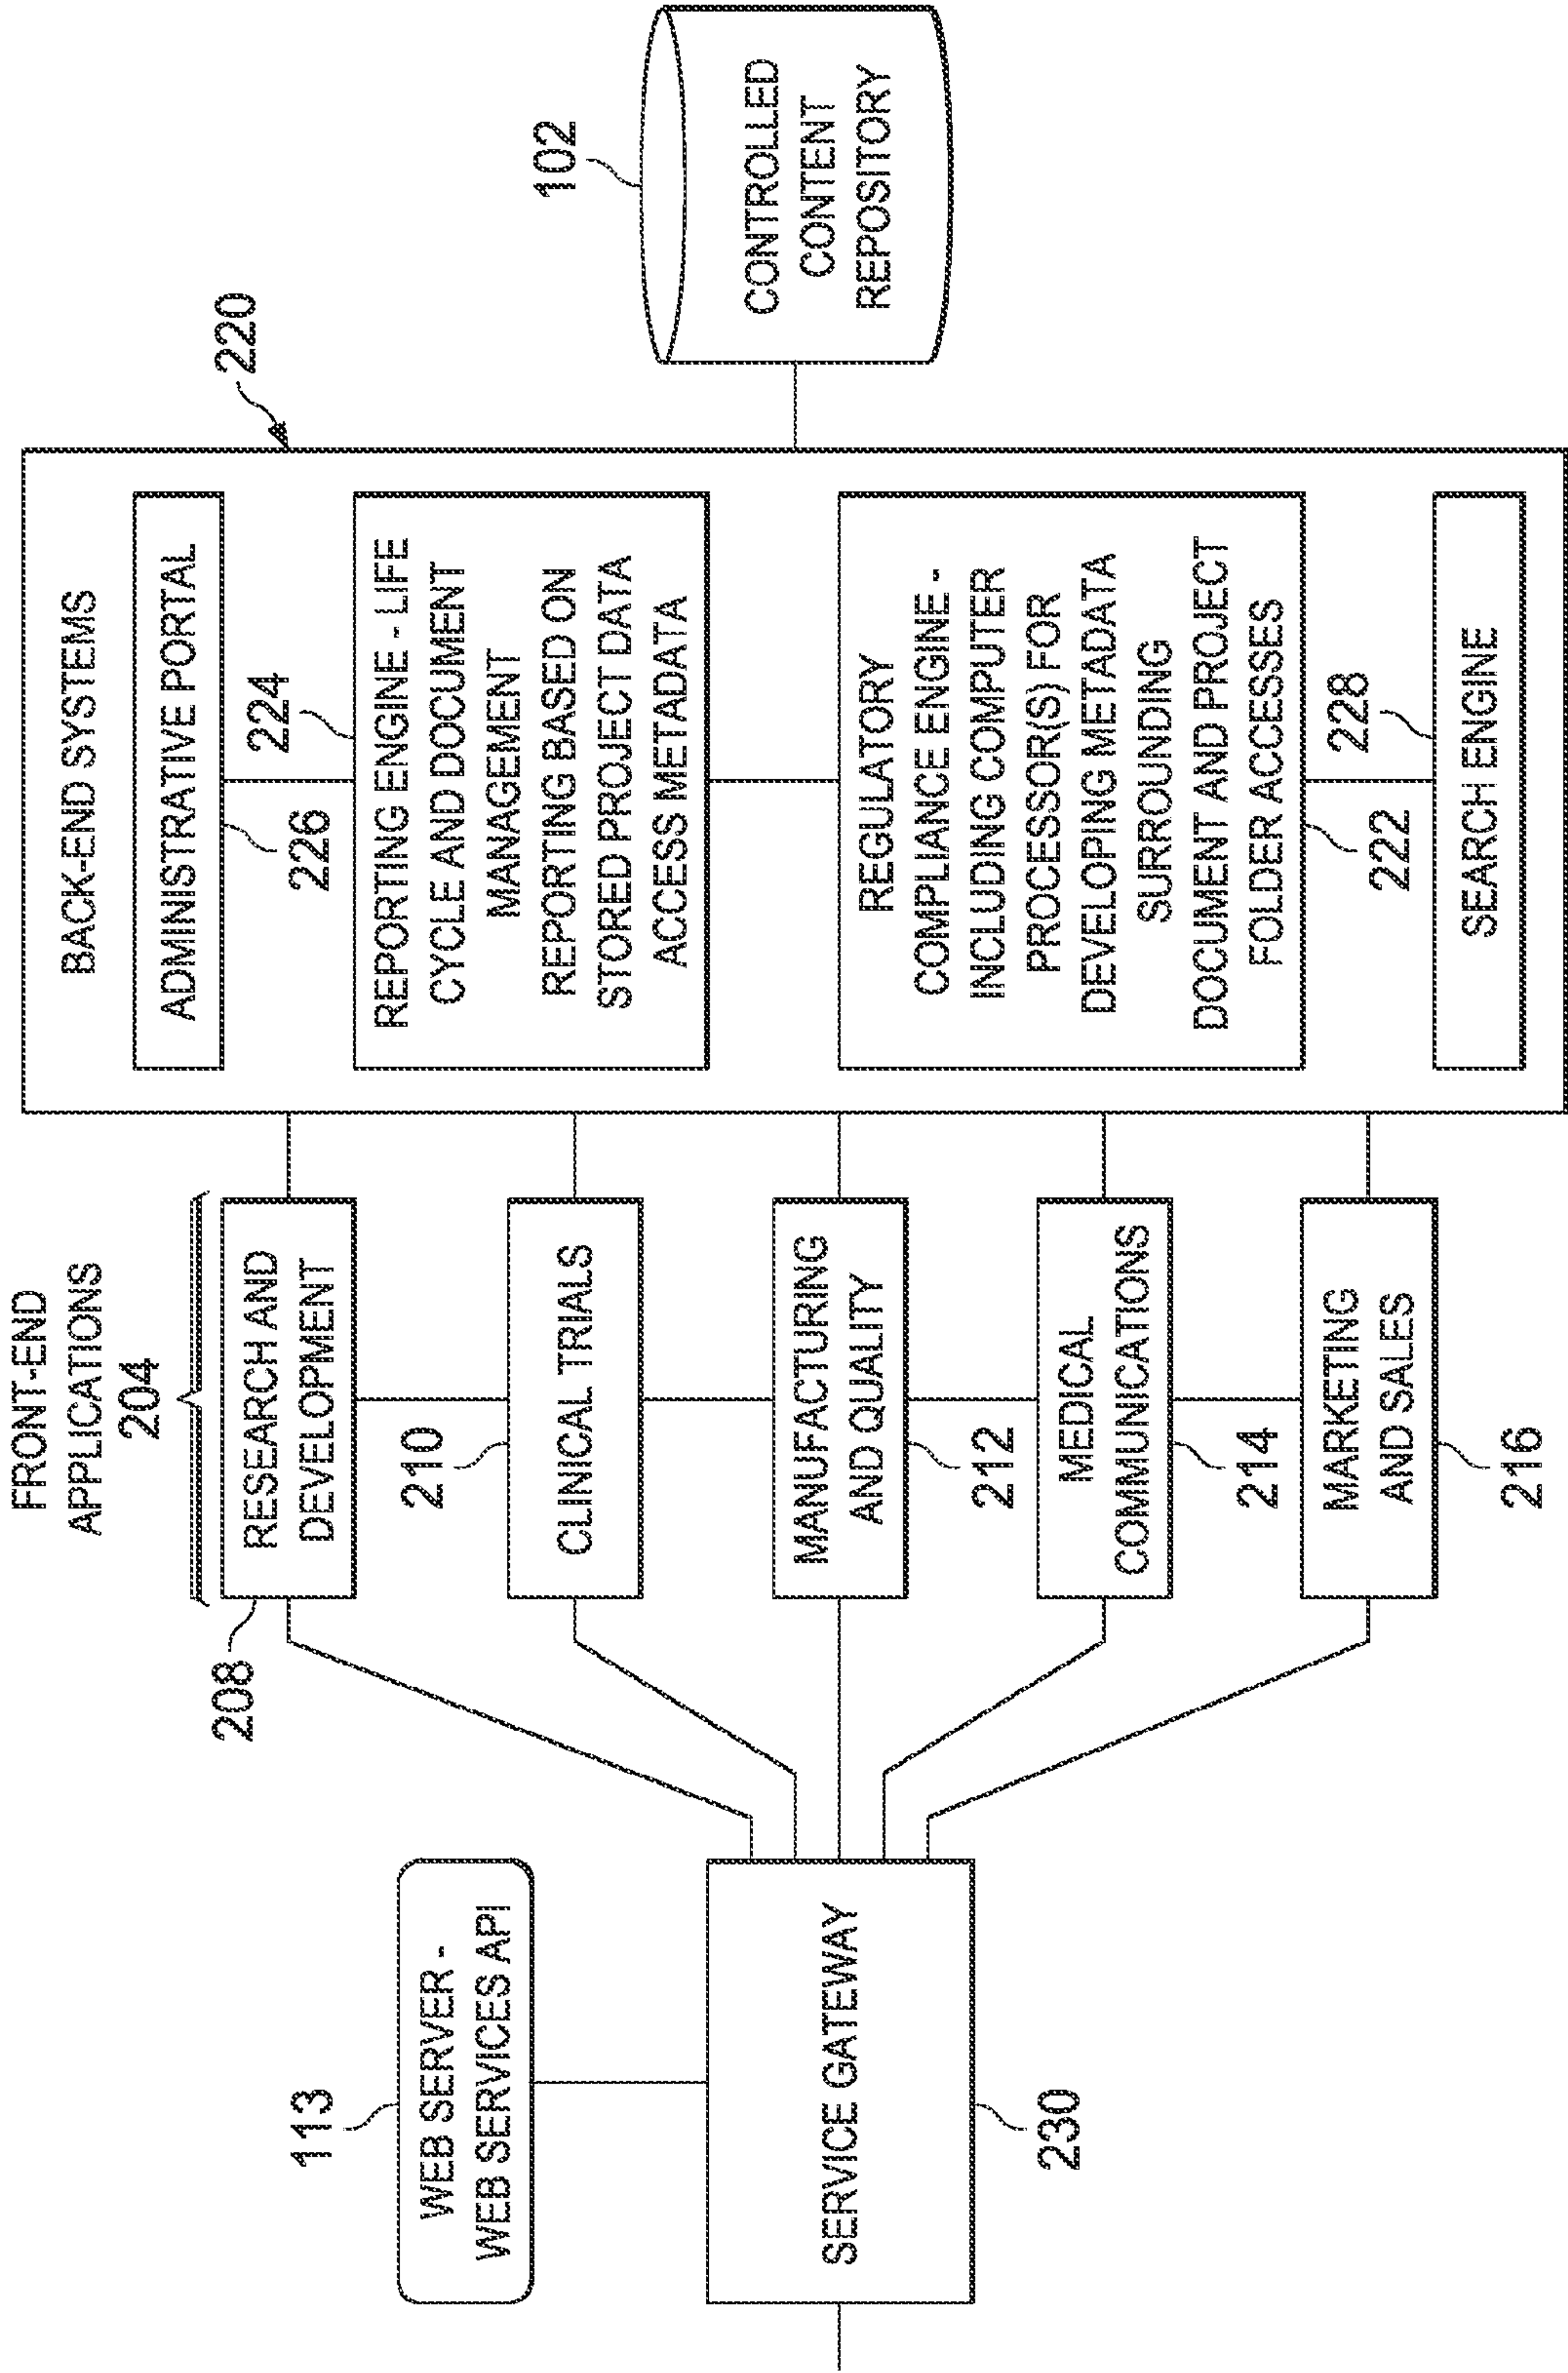 113
WEB SERVER -
WEB SERVICES API
SERVICE GATEWAY
230
FRONT-END
APPLICATIONS
204
208
RESEARCH AND
DEVELOPMENT
210
CLINICAL TRIALS
MANUFACTURING
AND QUALITY
212
MEDICAL
COMMUNICATIONS
214
MARKETING
AND SALES
216
220
BACK-END SYSTEMS
ADMINISTRATIVE PORTAL
226
224
REPORTING ENGINE - LIFE
CYCLE AND DOCUMENT
MANAGEMENT
REPORTING BASED ON
STORED PROJECT DATA
ACCESS METADATA
REGULATORY
COMPLIANCE ENGINE -
INCLUDING COMPUTER
PROCESSOR(S) FOR
DEVELOPING METADATA
SURROUNDING
DOCUMENT AND PROJECT
FOLDER ACCESSES
222
228
SEARCH ENGINE
102
CONTROLLED
CONTENT
REPOSITORY